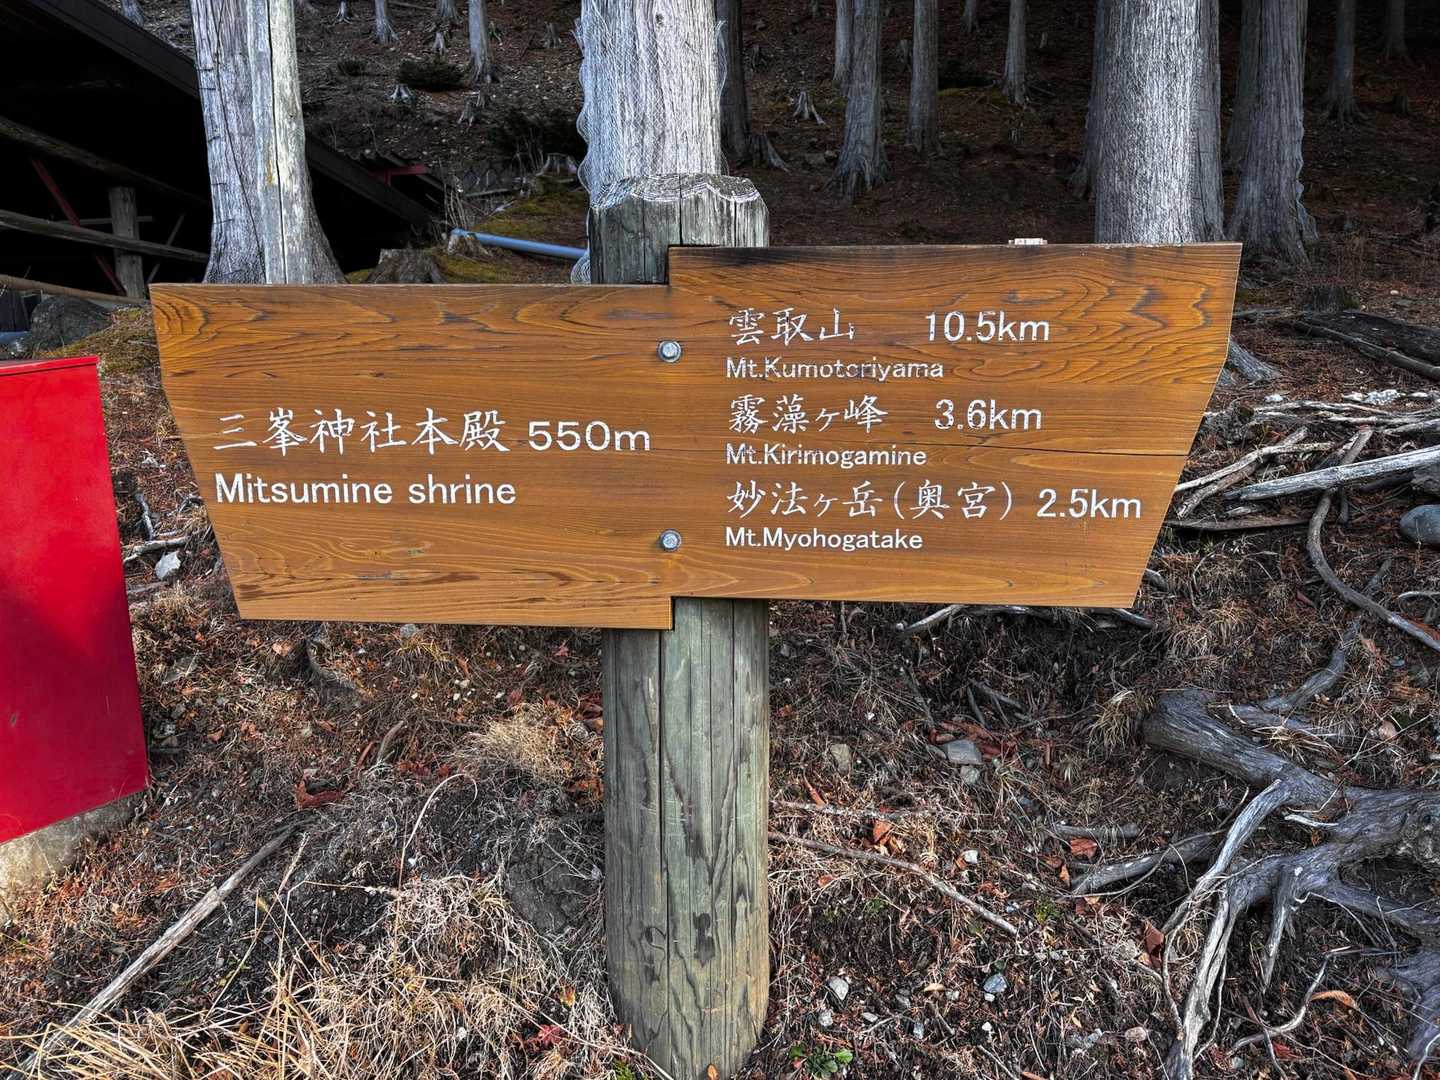 三峯神社本殿 550m
Mitsumine shrine
雲取山 10.5km
Mt.Kumotoriyama
霧藻ヶ峰 3.6km
Mt.Kirimogamine
妙法ヶ岳(奥宮) 2.5km
Mt.Myohogatake